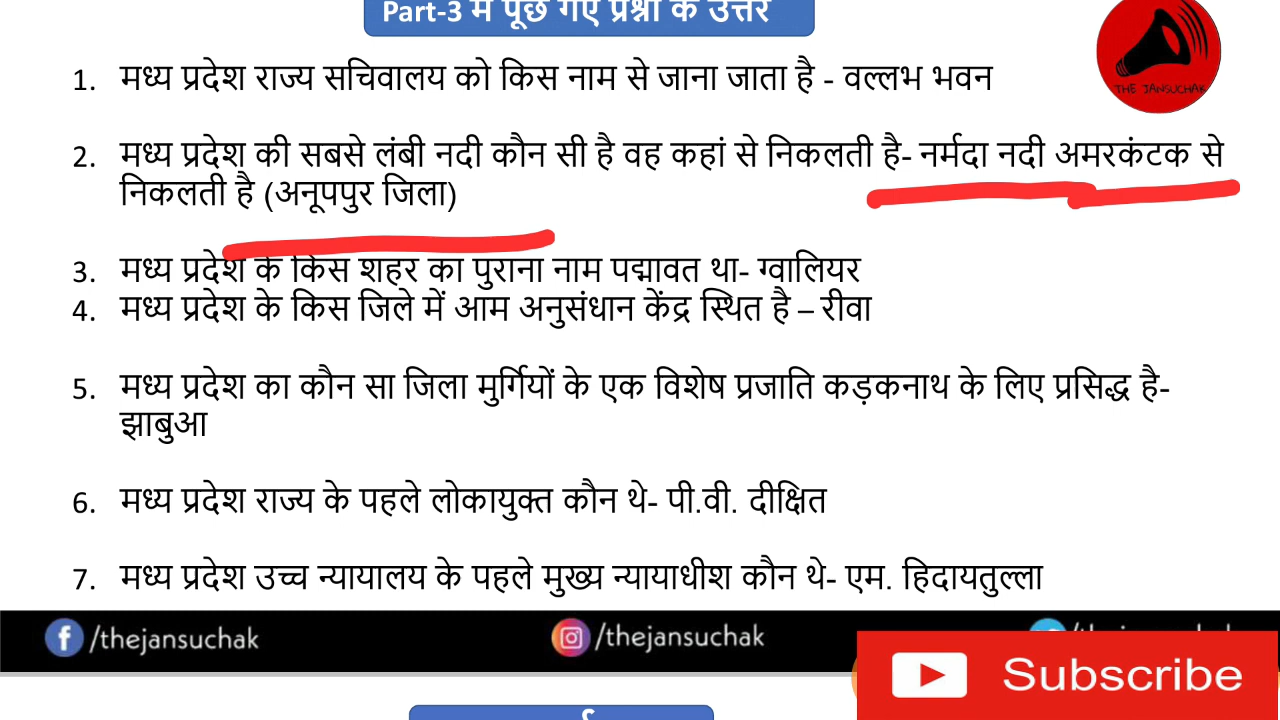 Part-3 में पूछे गए प्रश्नों के उत्तर
THE JANSUCHAK
1. मध्य प्रदेश राज्य सचिवालय को किस नाम से जाना जाता है - वल्लभ भवन
2. मध्य प्रदेश की सबसे लंबी नदी कौन सी है वह कहां से निकलती है- नर्मदा नदी अमरकंटक से
निकलती है (अनूपपुर जिला)
3. मध्य प्रदेश के किस शहर का पुराना नाम पद्मावत था- ग्वालियर
4. मध्य प्रदेश के किस जिले में आम अनुसंधान केंद्र स्थित है – रीवा
5. मध्य प्रदेश का कौन सा जिला मुर्गियों के एक विशेष प्रजाति कड़कनाथ के लिए प्रसिद्ध है-
झाबुआ
6. मध्य प्रदेश राज्य के पहले लोकायुक्त कौन थे- पी.वी. दीक्षित
7. मध्य प्रदेश उच्च न्यायालय के पहले मुख्य न्यायाधीश कौन थे- एम. हिदायतुल्ला
/thejansuchak /thejansuchak
Subscribe